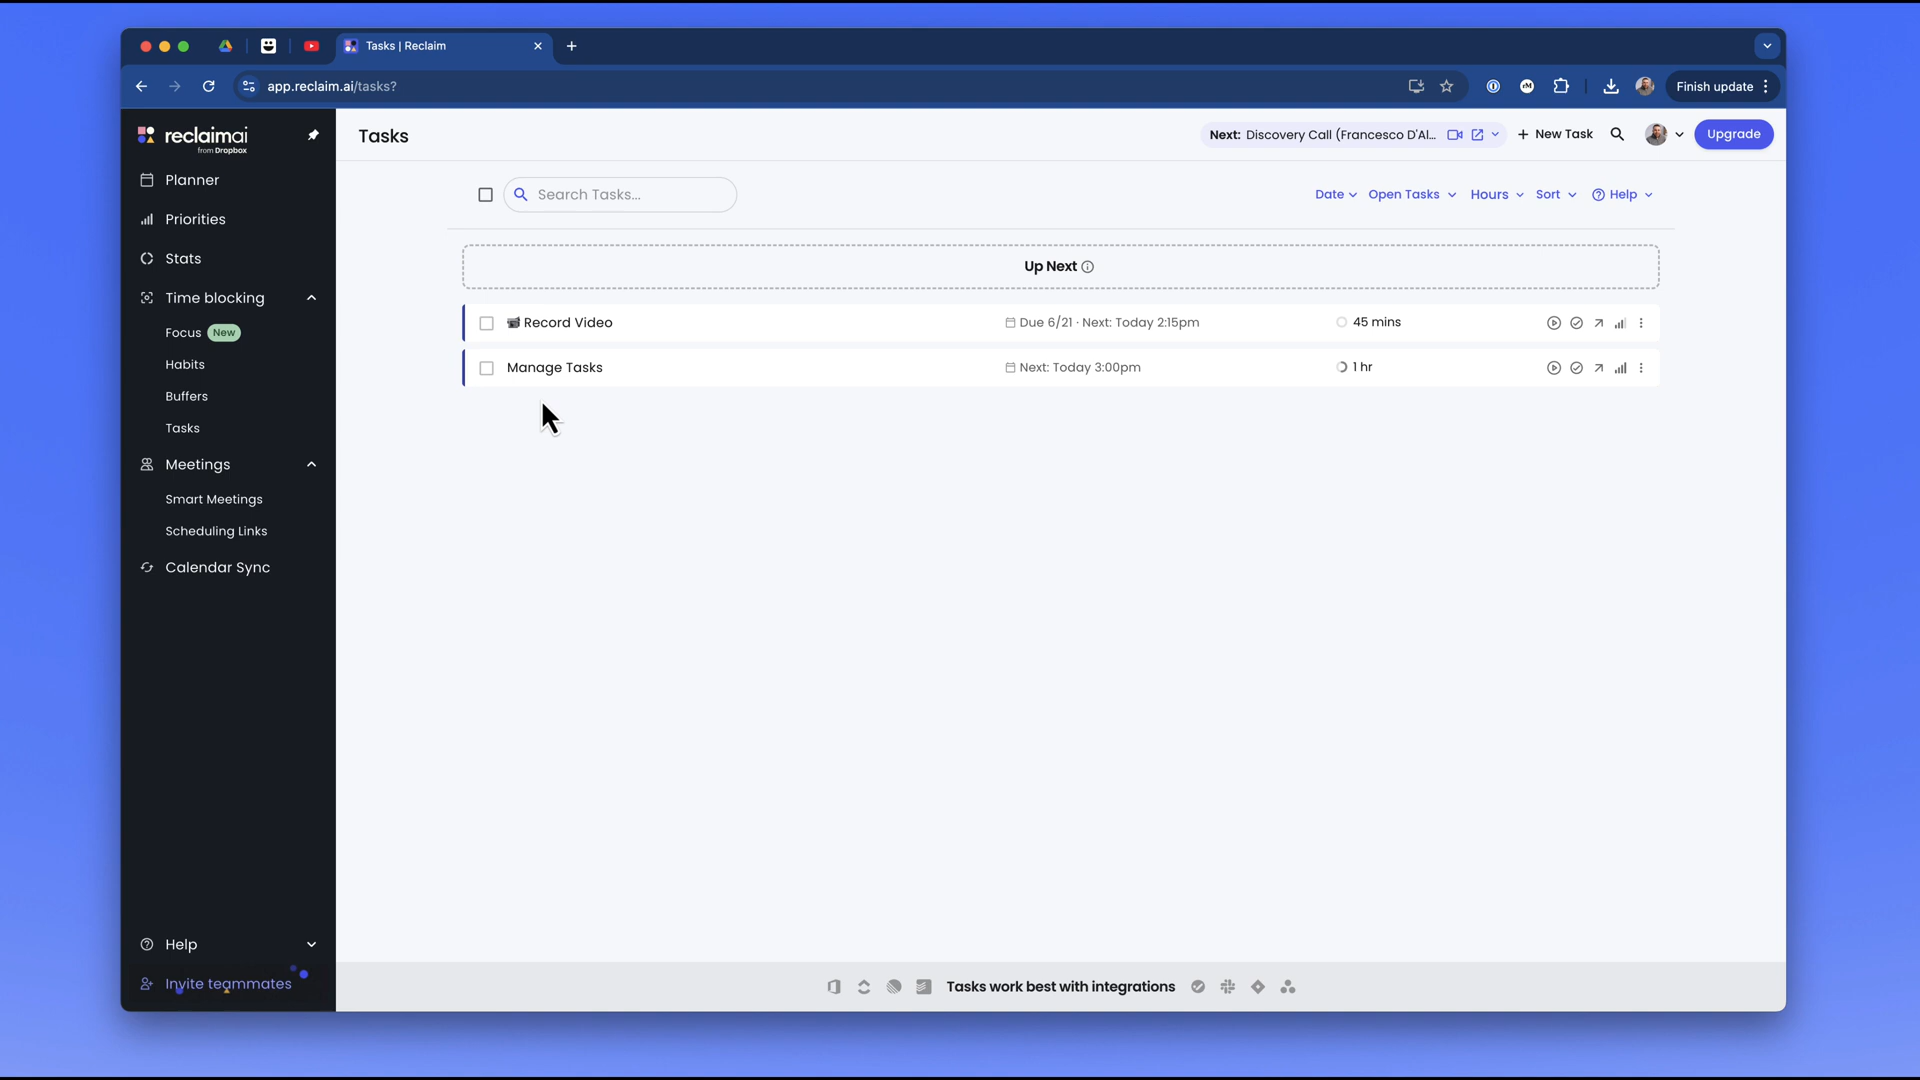 Tasks | Reclaim
app.reclaim.ai/tasks?
Finish update
reclaimai
from Dropbox
Tasks
Next: Discovery Call (Francesco D'Al...
New Task
Upgrade
Planner
Priorities
Stats
Time blocking
Focus New
Habits
Buffers
Tasks
Meetings
Smart Meetings
Scheduling Links
Calendar Sync
Help
Invite teammates
Search Tasks...
Date
Open Tasks
Hours
Sort
Help
Up Next
Record Video
Due 6/21 · Next: Today 2:15pm
45 mins
Manage Tasks
Next: Today 3:00pm
1 hr
Tasks work best with integrations